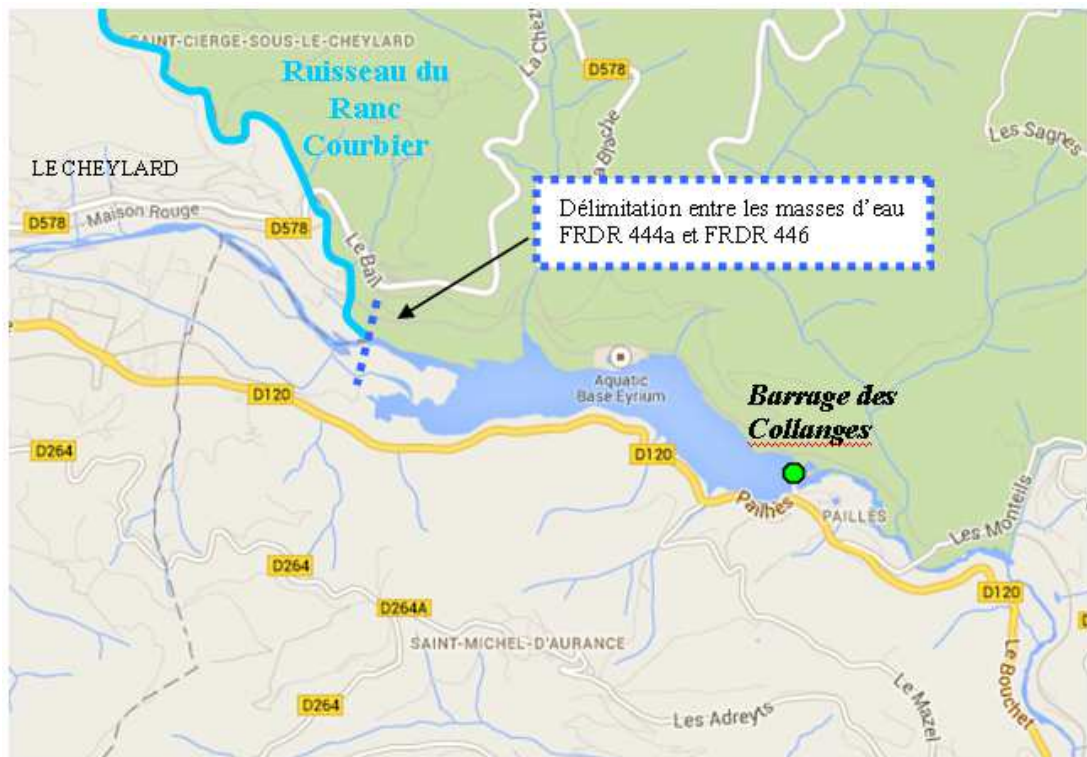 SAINT-CIERGE-SOUS-LE-CHEYLARD
Ruisseau du
Ranc
Courbier
La Chèze
D578
a Blache
Les Sagnes
LE CHEYLARD
D578
Maison Rouge
D578
Le Bail
Délimitation entre les masses d'eau
FRDR 444a et FRDR 446
Aquatic
Base Eyrium
Barrage des
Collanges
D120
D264
D120
Pailhès
PAILLÈS
Les Monteils
D264
D120
D264A
SAINT-MICHEL-D'AURANCE
D264
Les Adreyts
Le Mazel
Le Bouchet